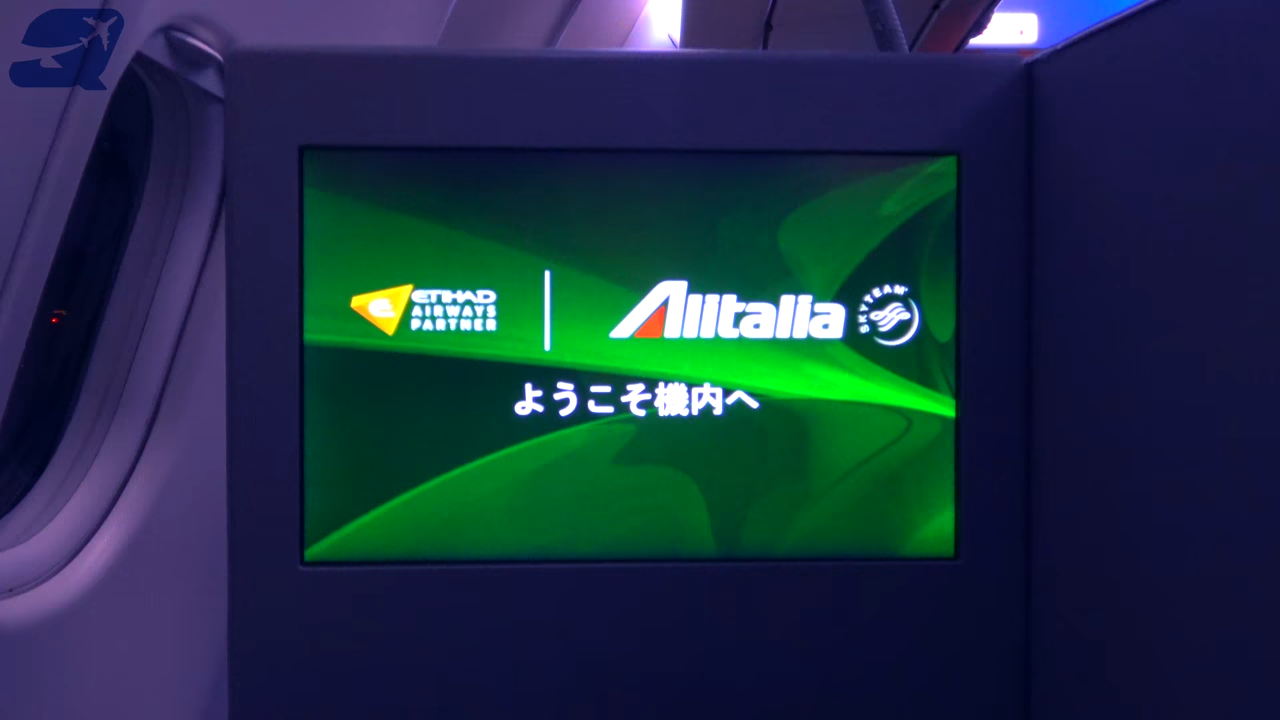 ETIHAD
AIRWAYS
PARTNER
Alitalia
SKYTEAM
ようこそ機内へ